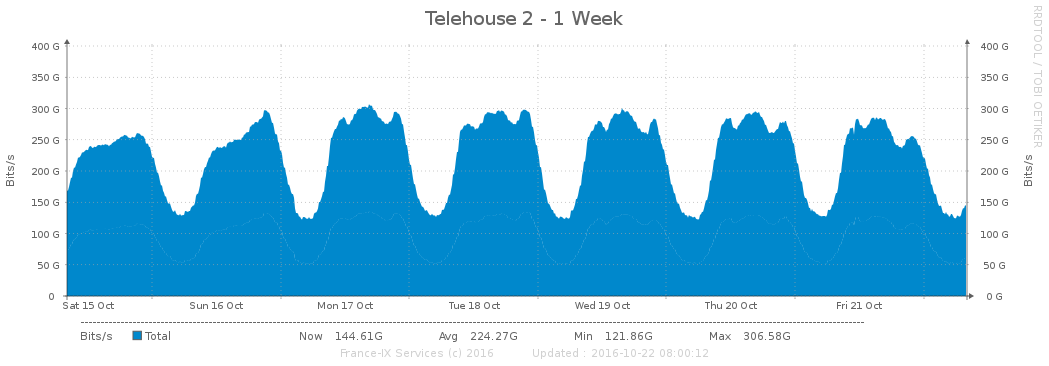 Telehouse 2 - 1 Week
RRDTOOL / TOBI OETIKER
Bits/s
400 G 400 G
350 G 350 G
300 G 300 G
250 G 250 G
200 G 200 G
150 G 150 G
100 G 100 G
50 G 50 G
0 0 G
Bits/s
Sat 15 Oct Sun 16 Oct Mon 17 Oct Tue 18 Oct Wed 19 Oct Thu 20 Oct Fri 21 Oct
Bits/s Total Now 144.61G Avg 224.27G Min 121.86G Max 306.58G
France-IX Services (c) 2016 Updated : 2016-10-22 08:00:12